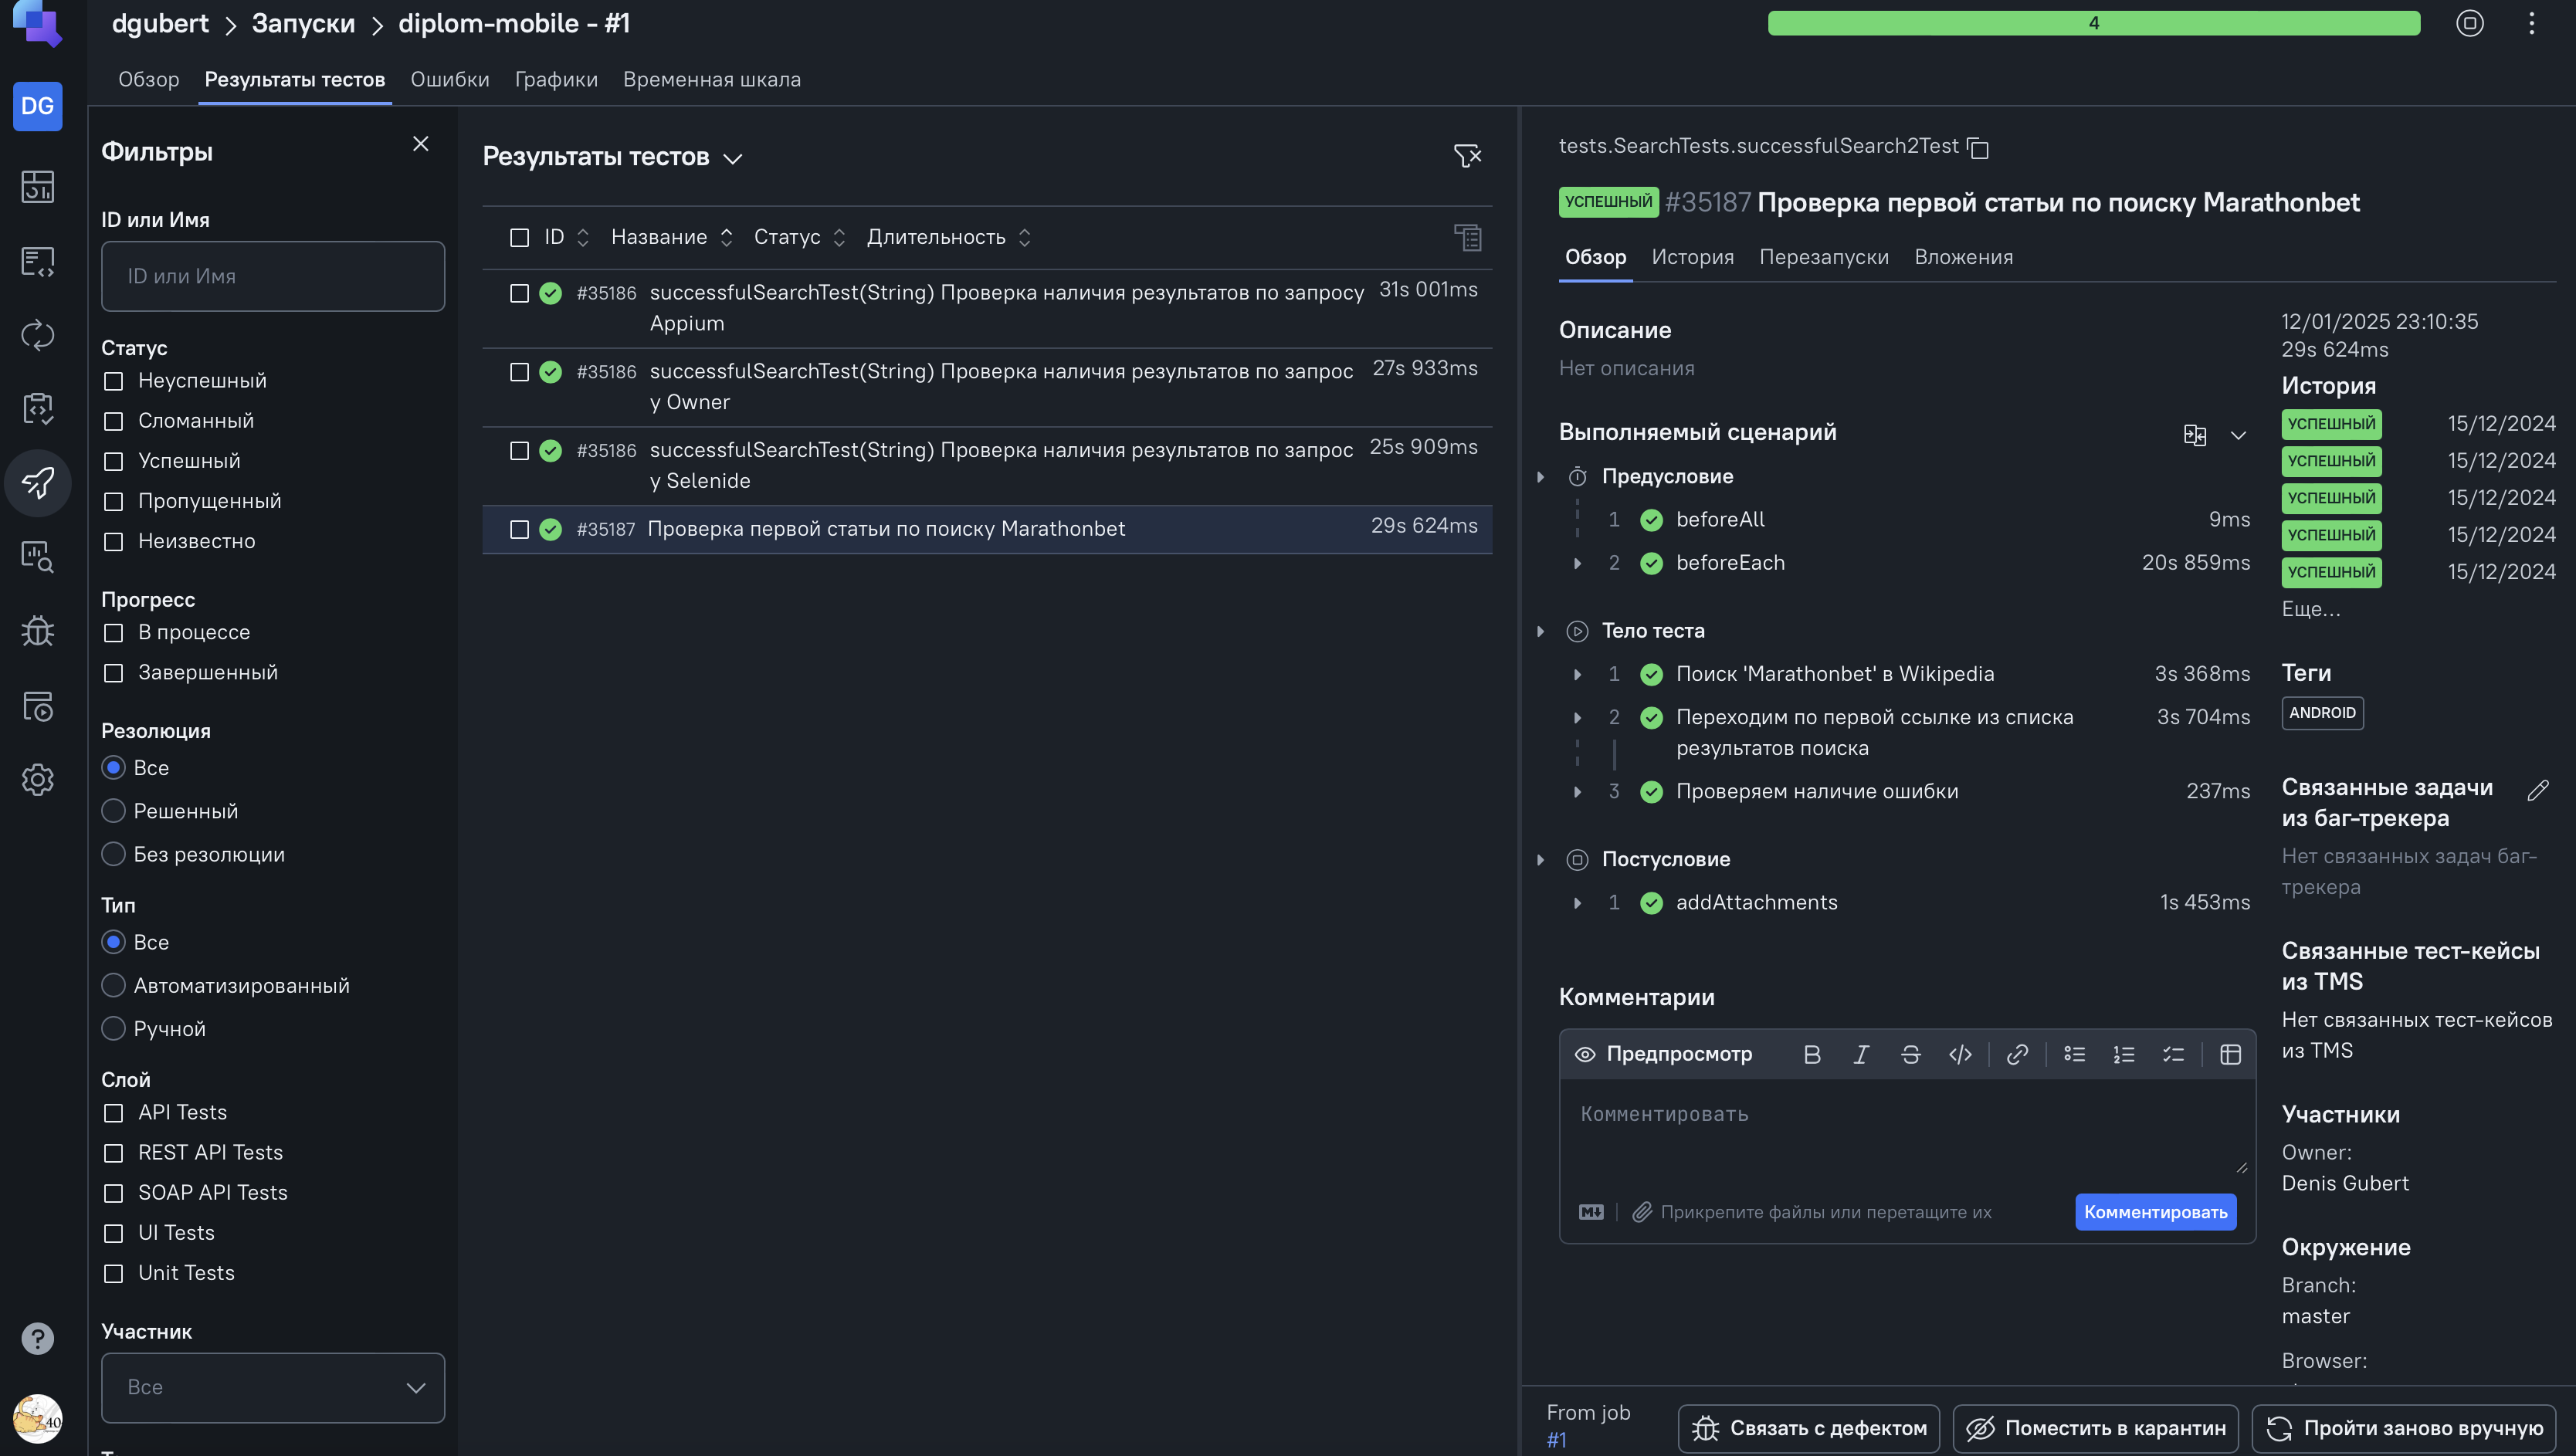 dgubert > Запуски > diplom-mobile - #1
4
DG
Обзор Результаты тестов Ошибки Графики Временная шкала
Фильтры
ID или Имя
ID или Имя
Статус
Неуспешный
Сломанный
Успешный
Пропущенный
Неизвестно
Прогресс
В процессе
Завершенный
Резолюция
Все
Решенный
Без резолюции
Тип
Все
Автоматизированный
Ручной
Слой
API Tests
REST API Tests
SOAP API Tests
UI Tests
Unit Tests
Участник
Все
40
Результаты тестов
ID Название Статус Длительность
#35186 successfulSearchTest(String) Проверка наличия результатов по запросу 31s 001ms
Appium
#35186 successfulSearchTest(String) Проверка наличия результатов по запрос 27s 933ms
у Owner
#35186 successfulSearchTest(String) Проверка наличия результатов по запрос 25s 909ms
у Selenide
#35187 Проверка первой статьи по поиску Marathonbet 29s 624ms
tests.SearchTests.successfulSearch2Test
УСПЕШНЫЙ #35187 Проверка первой статьи по поиску Marathonbet
Обзор История Перезапуски Вложения
Описание
Нет описания
Выполняемый сценарий
Предусловие
1 beforeAll 9ms
2 beforeEach 20s 859ms
Тело теста
1 Поиск 'Marathonbet' в Wikipedia 3s 368ms
2 Переходим по первой ссылке из списка 3s 704ms
результатов поиска
3 Проверяем наличие ошибки 237ms
Постусловие
1 addAttachments 1s 453ms
Комментарии
Предпросмотр
Комментировать
Прикрепите файлы или перетащите их
Комментировать
12/01/2025 23:10:35
29s 624ms
История
УСПЕШНЫЙ 15/12/2024
УСПЕШНЫЙ 15/12/2024
УСПЕШНЫЙ 15/12/2024
УСПЕШНЫЙ 15/12/2024
УСПЕШНЫЙ 15/12/2024
Еще...
Теги
ANDROID
Связанные задачи
из баг-трекера
Нет связанных задач баг-
трекера
Связанные тест-кейсы
из TMS
Нет связанных тест-кейсов
из TMS
Участники
Owner:
Denis Gubert
Окружение
Branch:
master
Browser:
From job
#1
Связать с дефектом Поместить в карантин Пройти заново вручную